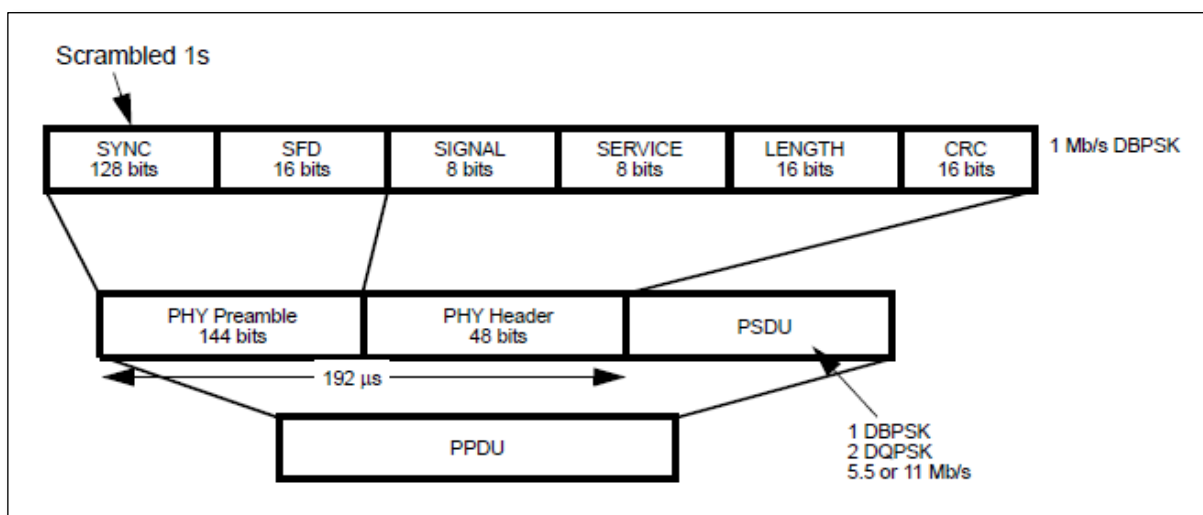 Scrambled 1s
SYNC
128 bits
SFD
16 bits
SIGNAL
8 bits
SERVICE
8 bits
LENGTH
16 bits
CRC
16 bits
1 Mb/s DBPSK
PHY Preamble
144 bits
PHY Header
48 bits
PSDU
192 μs
1 DBPSK
2 DQPSK
5.5 or 11 Mb/s
PPDU